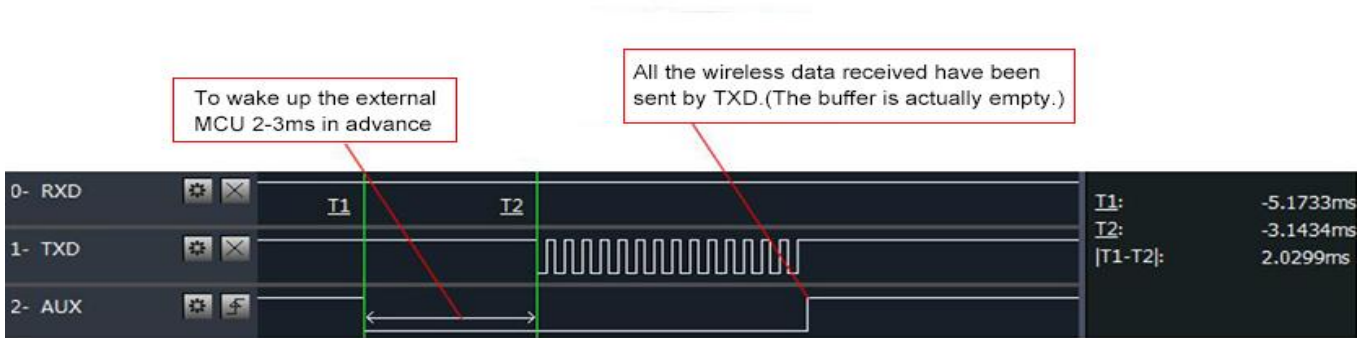 To wake up the external
MCU 2-3ms in advance
All the wireless data received have been
sent by TXD.(The buffer is actually empty.)
0- RXD
T1
T2
1- TXD
2- AUX
T1: -5.1733ms
T2: -3.1434ms
|T1-T2|: 2.0299ms